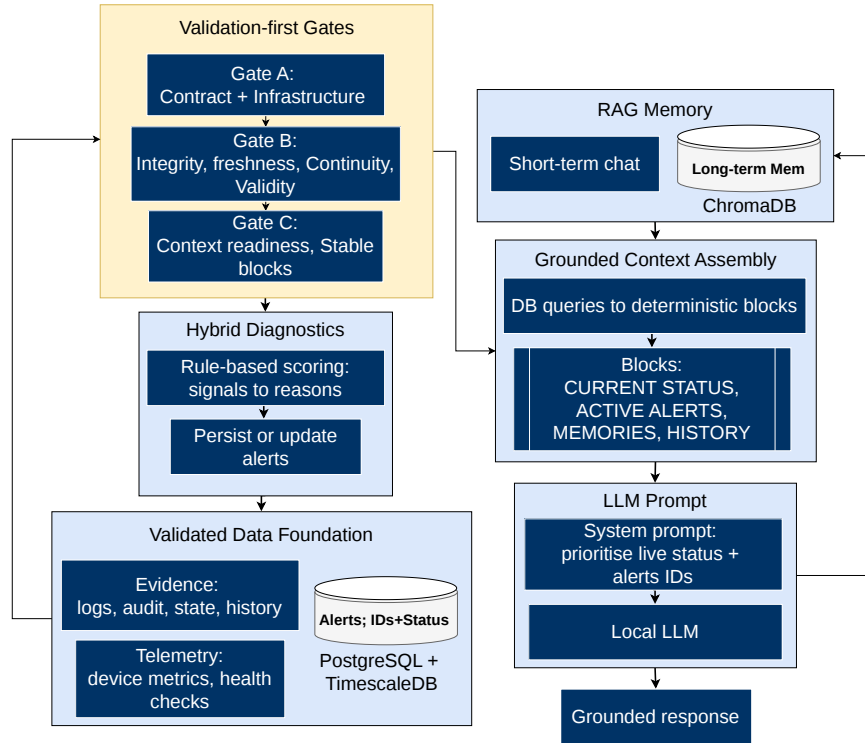 Validation-first Gates
Gate A:
Contract + Infrastructure
Gate B:
Integrity, freshness, Continuity,
Validity
Gate C:
Context readiness, Stable
blocks
Hybrid Diagnostics
Rule-based scoring:
signals to reasons
Persist or update
alerts
Validated Data Foundation
Evidence:
logs, audit, state, history
Telemetry:
device metrics, health
checks
Alerts; IDs+Status
PostgreSQL +
TimescaleDB
RAG Memory
Short-term chat
Long-term Mem
ChromaDB
Grounded Context Assembly
DB queries to deterministic blocks
Blocks:
CURRENT STATUS,
ACTIVE ALERTS,
MEMORIES, HISTORY
LLM Prompt
System prompt:
prioritise live status +
alerts IDs
Local LLM
Grounded response